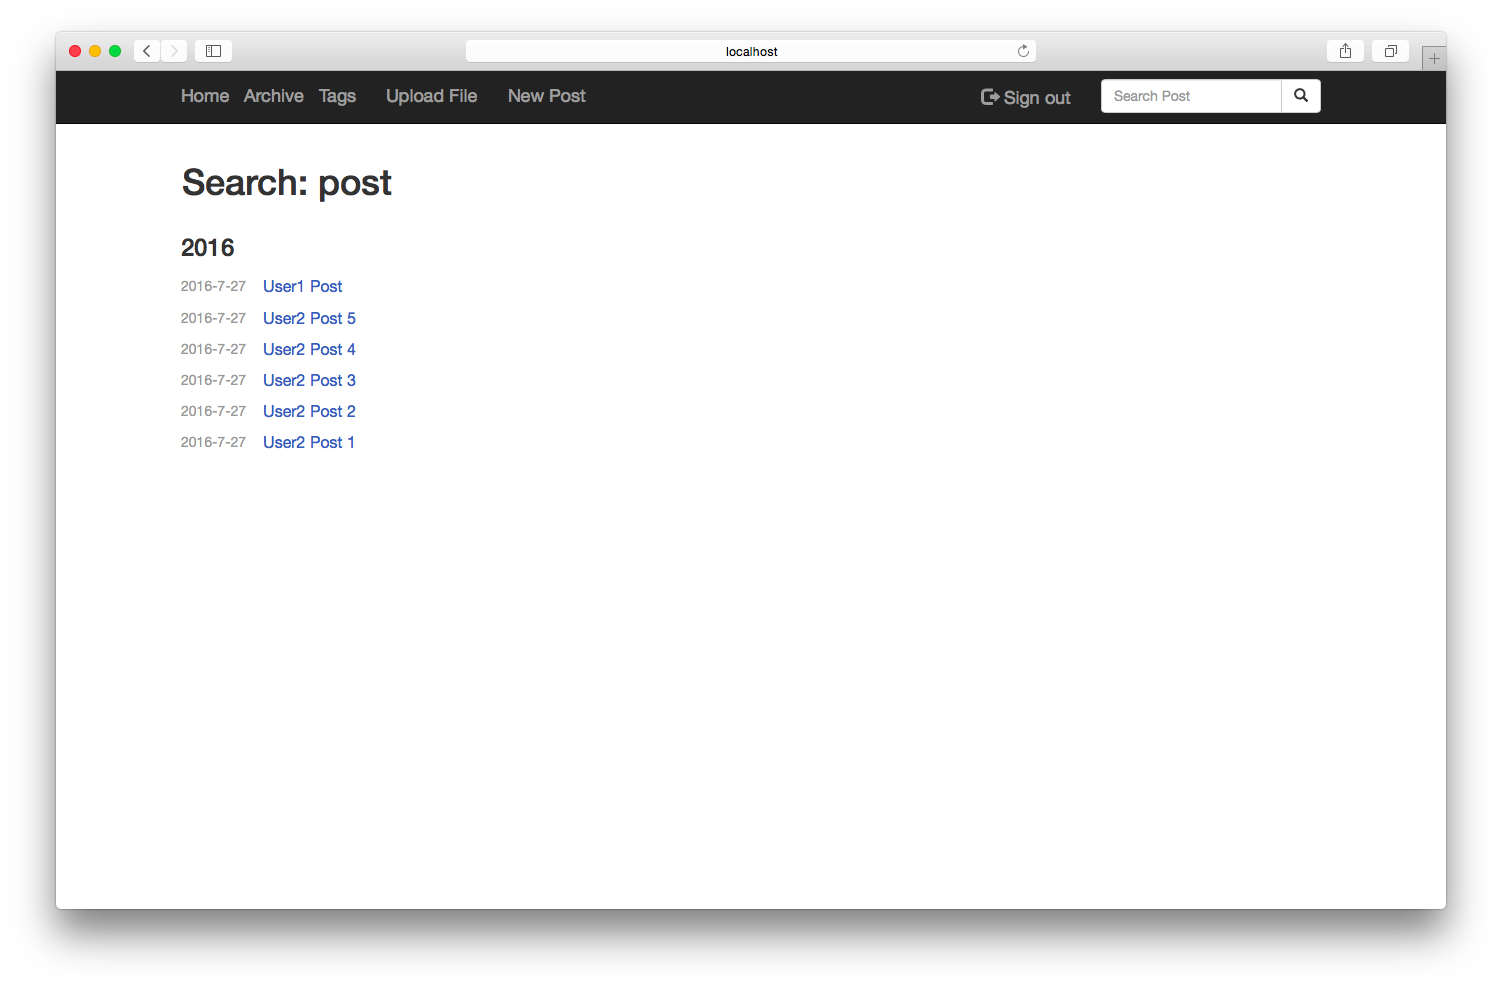 localhost
Home Archive Tags Upload File New Post Sign out Search Post
Search: post
2016
2016-7-27 User1 Post
2016-7-27 User2 Post 5
2016-7-27 User2 Post 4
2016-7-27 User2 Post 3
2016-7-27 User2 Post 2
2016-7-27 User2 Post 1